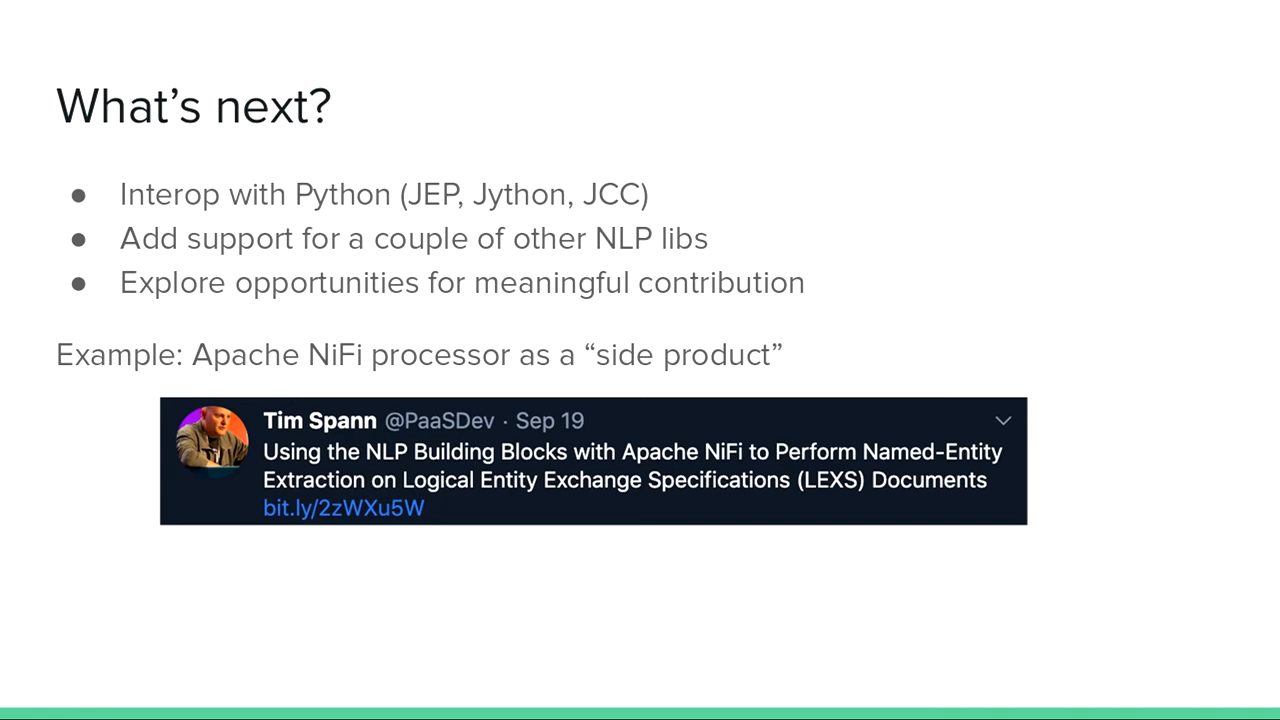 What’s next?
● Interop with Python (JEP, Jython, JCC)
● Add support for a couple of other NLP libs
● Explore opportunities for meaningful contribution
Example: Apache NiFi processor as a “side product”
Tim Spann @PaaSDev · Sep 19
Using the NLP Building Blocks with Apache NiFi to Perform Named-Entity
Extraction on Logical Entity Exchange Specifications (LEXS) Documents
bit.ly/2zWXu5W